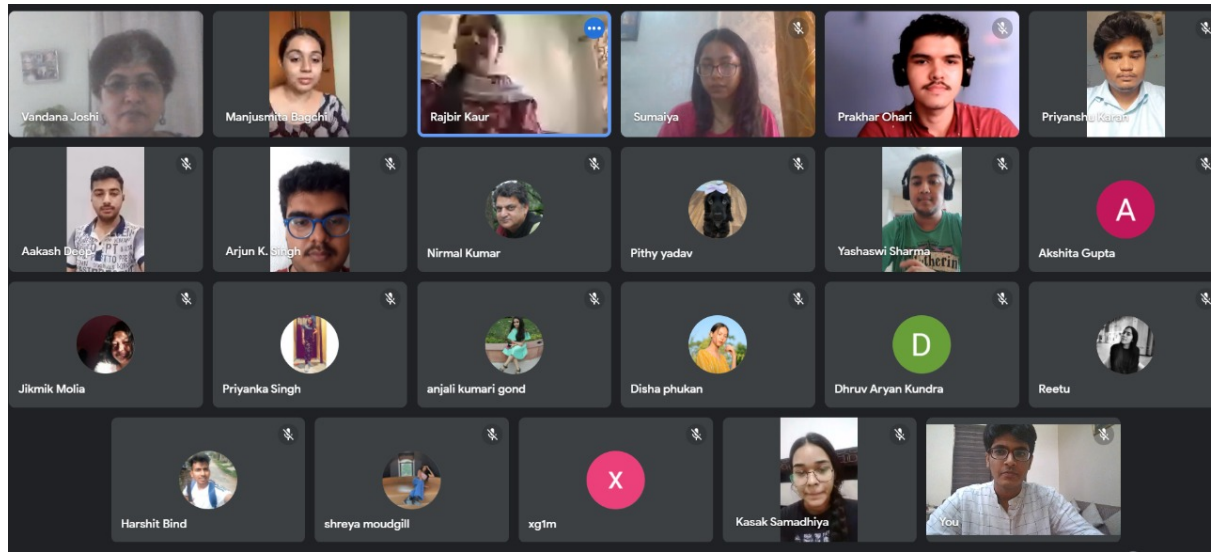 Vandana Joshi
Manjusmita Bagchi
Rajbir Kaur
Sumaiya
Prakhar Ohari
Priyanshu Karan
Aakash Deep
Arjun K. Singh
Nirmal Kumar
Pithy yadav
Yashaswi Sharma
A
Akshita Gupta
Jikmik Molia
Priyanka Singh
anjali kumari gond
Disha phukan
D
Dhruv Aryan Kundra
Reetu
Harshit Bind
shreya moudgill
X
xg1m
Kasak Samadhiya
You